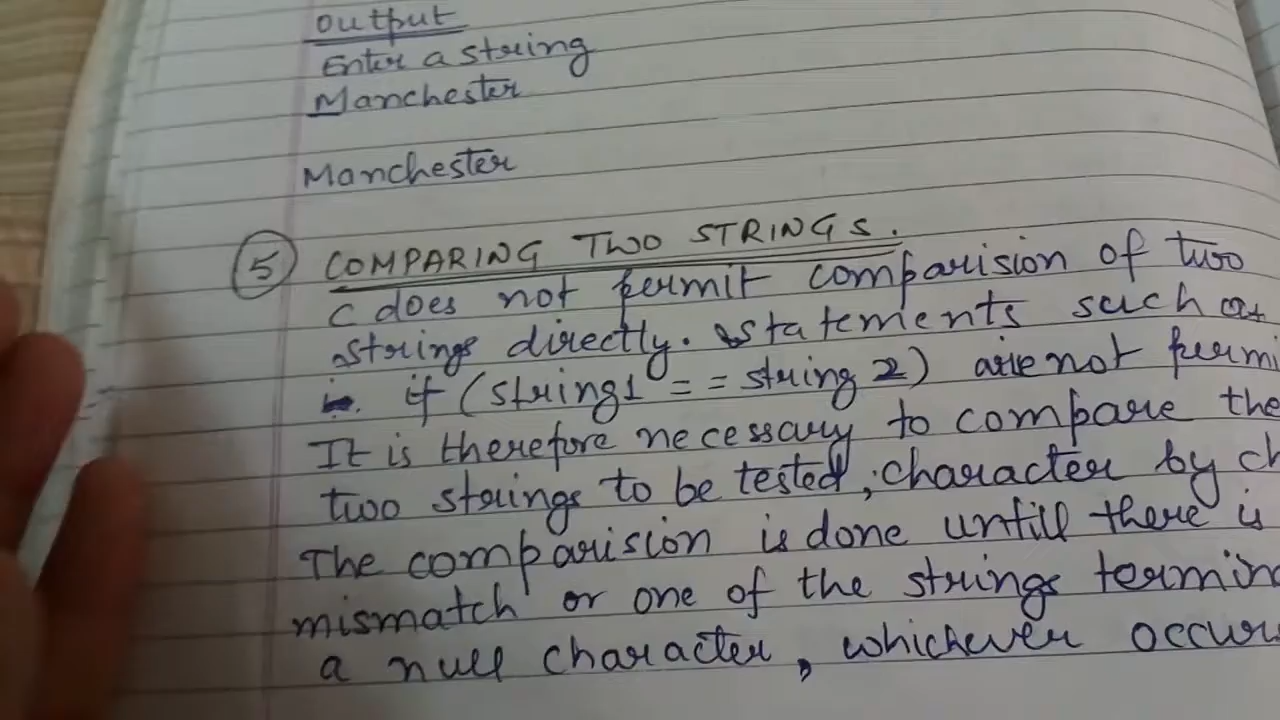 output
Enter a string
Manchester
Manchester
5 COMPARING TWO STRINGS.
C does not permit comparision of two
strings directly. statements such as
if (string1 == string 2) are not permi
It is therefore necessary to compare the
two strings to be tested, character by ch
The comparision is done untill there is
mismatch or one of the strings termin
a null character, whichever occur